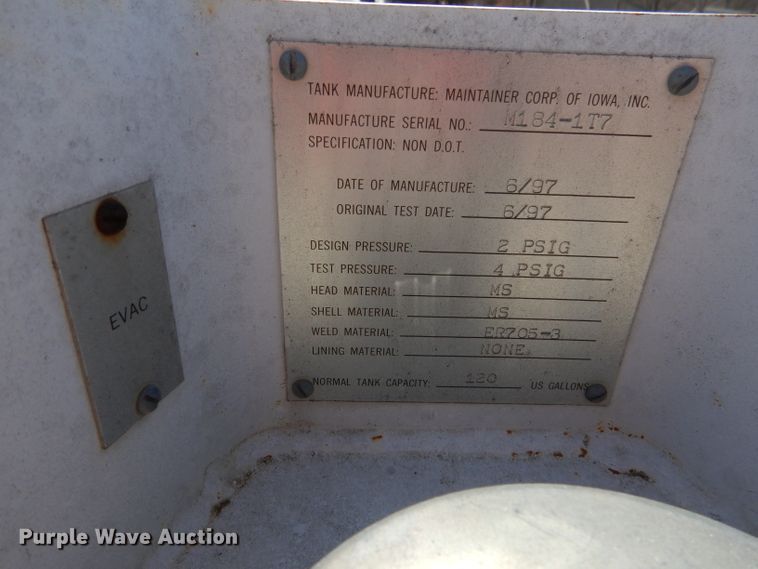 TANK MANUFACTURE: MAINTAINER CORP. OF IOWA, INC.
MANUFACTURE SERIAL NO.: M184-1T7
SPECIFICATION: NON D.O.T.
DATE OF MANUFACTURE: 6/97
ORIGINAL TEST DATE: 6/97
DESIGN PRESSURE: 2 PSIG
TEST PRESSURE: 4 PSIG
HEAD MATERIAL: MS
SHELL MATERIAL: MS
WELD MATERIAL: ER70S-3
LINING MATERIAL: NONE
NORMAL TANK CAPACITY: 120 US GALLONS
EVAC
Purple Wave Auction